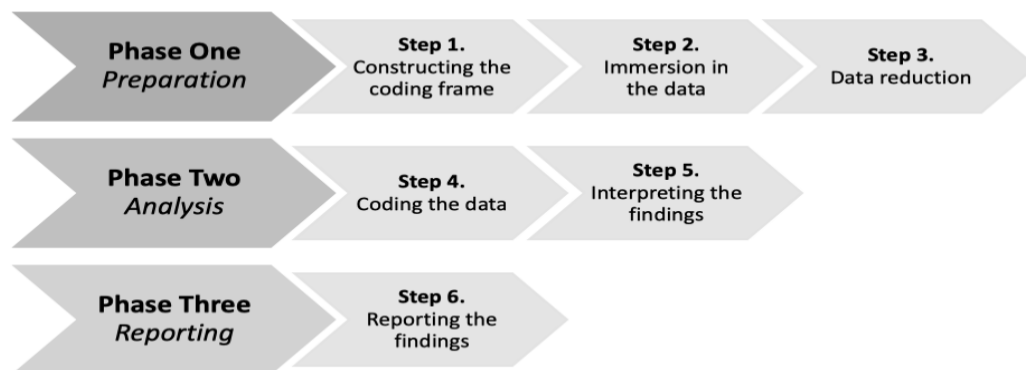 Phase One
Preparation
Step 1.
Constructing the
coding frame
Step 2.
Immersion in
the data
Step 3.
Data reduction
Phase Two
Analysis
Step 4.
Coding the data
Step 5.
Interpreting the
findings
Phase Three
Reporting
Step 6.
Reporting the
findings